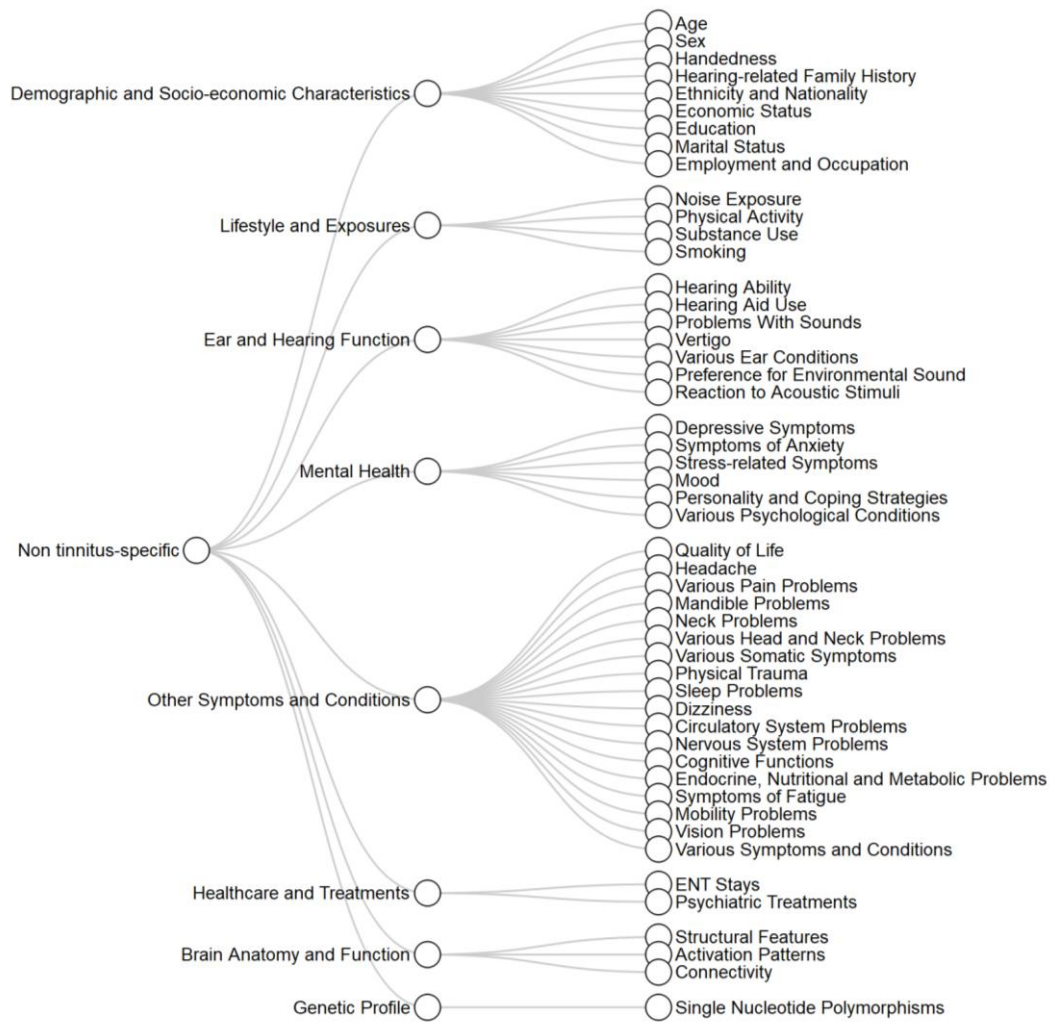 Non tinnitus-specific
Demographic and Socio-economic Characteristics
Age
Sex
Handedness
Hearing-related Family History
Ethnicity and Nationality
Economic Status
Education
Marital Status
Employment and Occupation
Lifestyle and Exposures
Noise Exposure
Physical Activity
Substance Use
Smoking
Ear and Hearing Function
Hearing Ability
Hearing Aid Use
Problems With Sounds
Vertigo
Various Ear Conditions
Preference for Environmental Sound
Reaction to Acoustic Stimuli
Mental Health
Depressive Symptoms
Symptoms of Anxiety
Stress-related Symptoms
Mood
Personality and Coping Strategies
Various Psychological Conditions
Other Symptoms and Conditions
Quality of Life
Headache
Various Pain Problems
Mandible Problems
Neck Problems
Various Head and Neck Problems
Various Somatic Symptoms
Physical Trauma
Sleep Problems
Dizziness
Circulatory System Problems
Nervous System Problems
Cognitive Functions
Endocrine, Nutritional and Metabolic Problems
Symptoms of Fatigue
Mobility Problems
Vision Problems
Various Symptoms and Conditions
Healthcare and Treatments
ENT Stays
Psychiatric Treatments
Brain Anatomy and Function
Structural Features
Activation Patterns
Connectivity
Genetic Profile
Single Nucleotide Polymorphisms